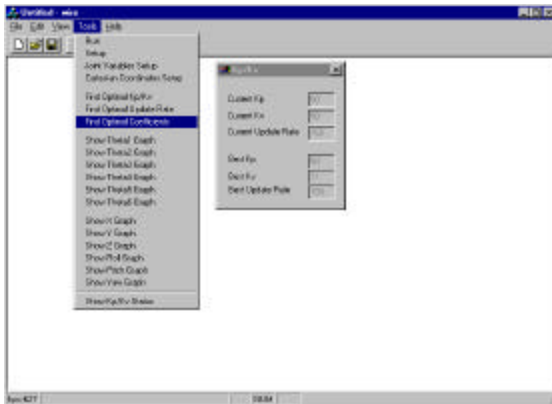 Untitled -
File Edit View Tools Help
Run
Setup
Joint Variables Setup
Cartesian Coordinates Setup
Find Optimal Kp/Kv
Find Optimal Update Rate
Find Optimal Coefficients
Show Theta1 Graph
Show Theta2 Graph
Show Theta3 Graph
Show Theta4 Graph
Show Theta5 Graph
Show Theta6 Graph
Show X Graph
Show Y Graph
Show Z Graph
Show Roll Graph
Show Pitch Graph
Show Yaw Graph
Show Kp/Kv Status
Kp/Kv
Current Kp
Current Kv
Current Update Rate
Best Kp
Best Kv
Best Update Rate